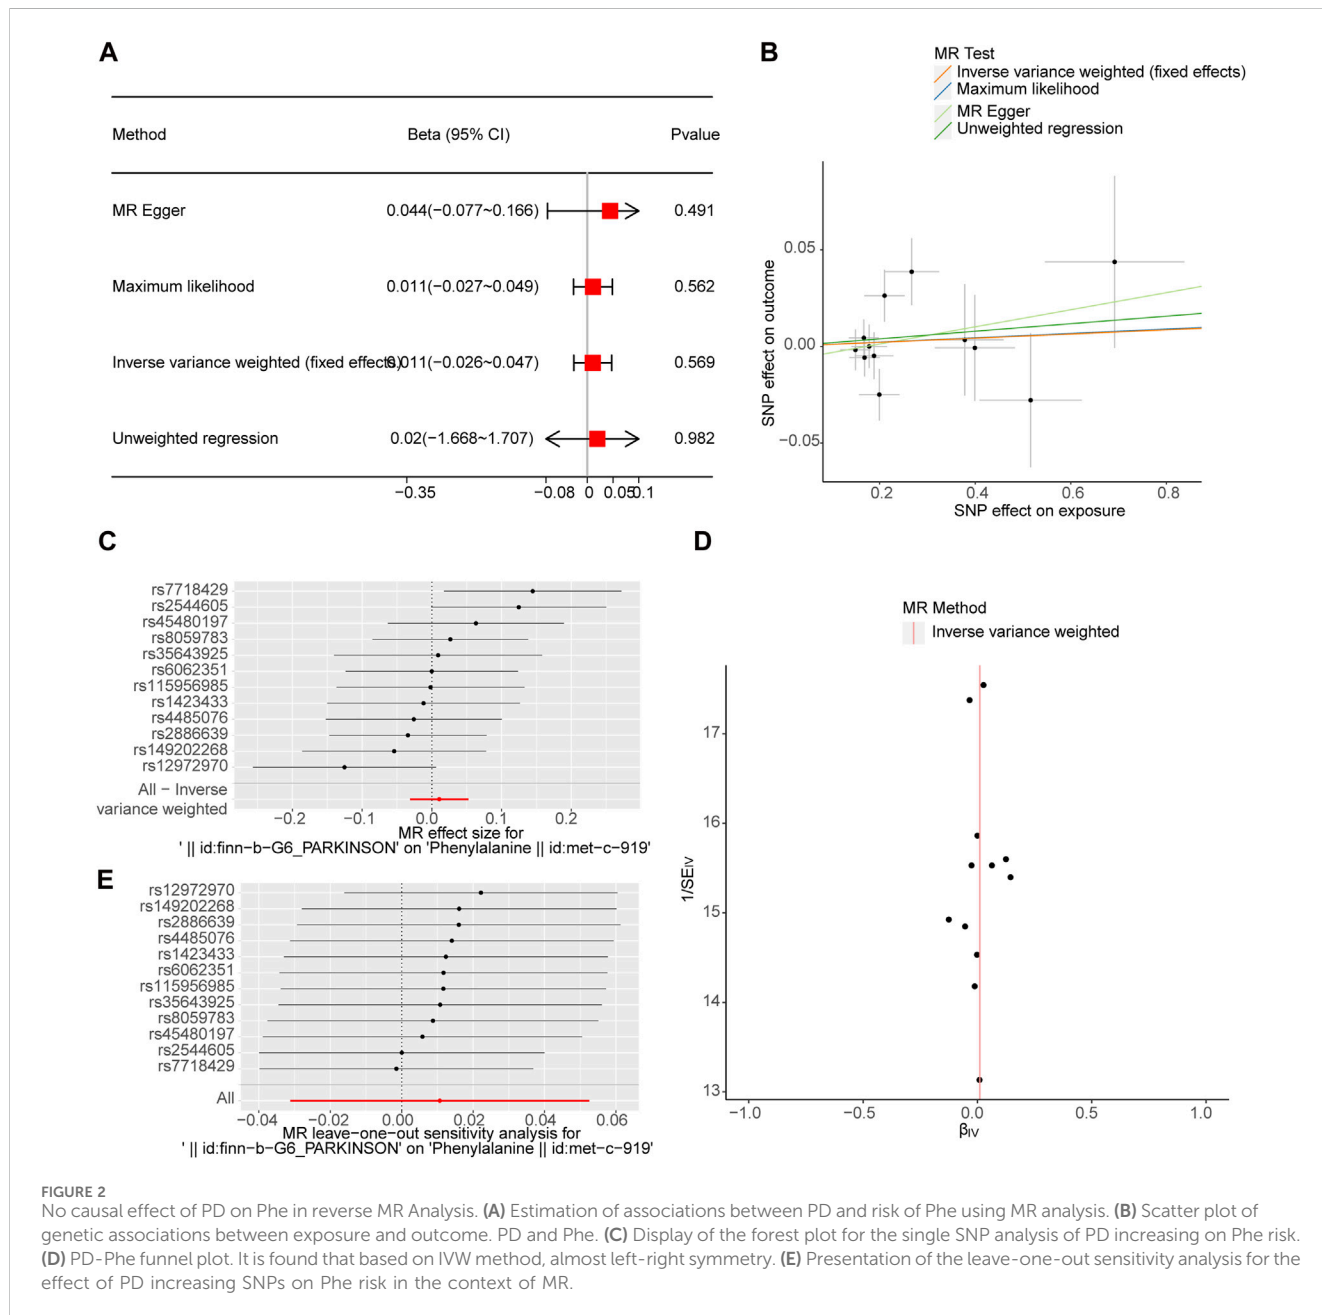 A
Method Beta (95% CI) Pvalue
MR Egger 0.044(−0.077~0.166) 0.491
Maximum likelihood 0.011(−0.027~0.049) 0.562
Inverse variance weighted (fixed effects) 0.011(−0.026~0.047) 0.569
Unweighted regression 0.02(−1.668~1.707) 0.982
−0.35 −0.08 0 0.05 0.1
B
MR Test
Inverse variance weighted (fixed effects)
Maximum likelihood
MR Egger
Unweighted regression
SNP effect on outcome
0.05
0.00
−0.05
0.2 0.4 0.6 0.8
SNP effect on exposure
C
rs7718429
rs2544605
rs45480197
rs8059783
rs35643925
rs6062351
rs115956985
rs1423433
rs4485076
rs2886639
rs149202268
rs12972970
All − Inverse
variance weighted
−0.2 −0.1 0.0 0.1 0.2
MR effect size for
' || id:finn−b−G6_PARKINSON' on 'Phenylalanine || id:met−c−919'
D
MR Method
Inverse variance weighted
1/SEIV
17
16
15
14
13
−1.0 −0.5 0.0 0.5 1.0
βIV
E
rs12972970
rs149202268
rs2886639
rs4485076
rs1423433
rs6062351
rs115956985
rs35643925
rs8059783
rs45480197
rs2544605
rs7718429
All
−0.04 −0.02 0.00 0.02 0.04 0.06
MR leave−one−out sensitivity analysis for
' || id:finn−b−G6_PARKINSON' on 'Phenylalanine || id:met−c−919'
FIGURE 2
No causal effect of PD on Phe in reverse MR Analysis. (A) Estimation of associations between PD and risk of Phe using MR analysis. (B) Scatter plot of
genetic associations between exposure and outcome. PD and Phe. (C) Display of the forest plot for the single SNP analysis of PD increasing on Phe risk.
(D) PD-Phe funnel plot. It is found that based on IVW method, almost left-right symmetry. (E) Presentation of the leave-one-out sensitivity analysis for the
effect of PD increasing SNPs on Phe risk in the context of MR.